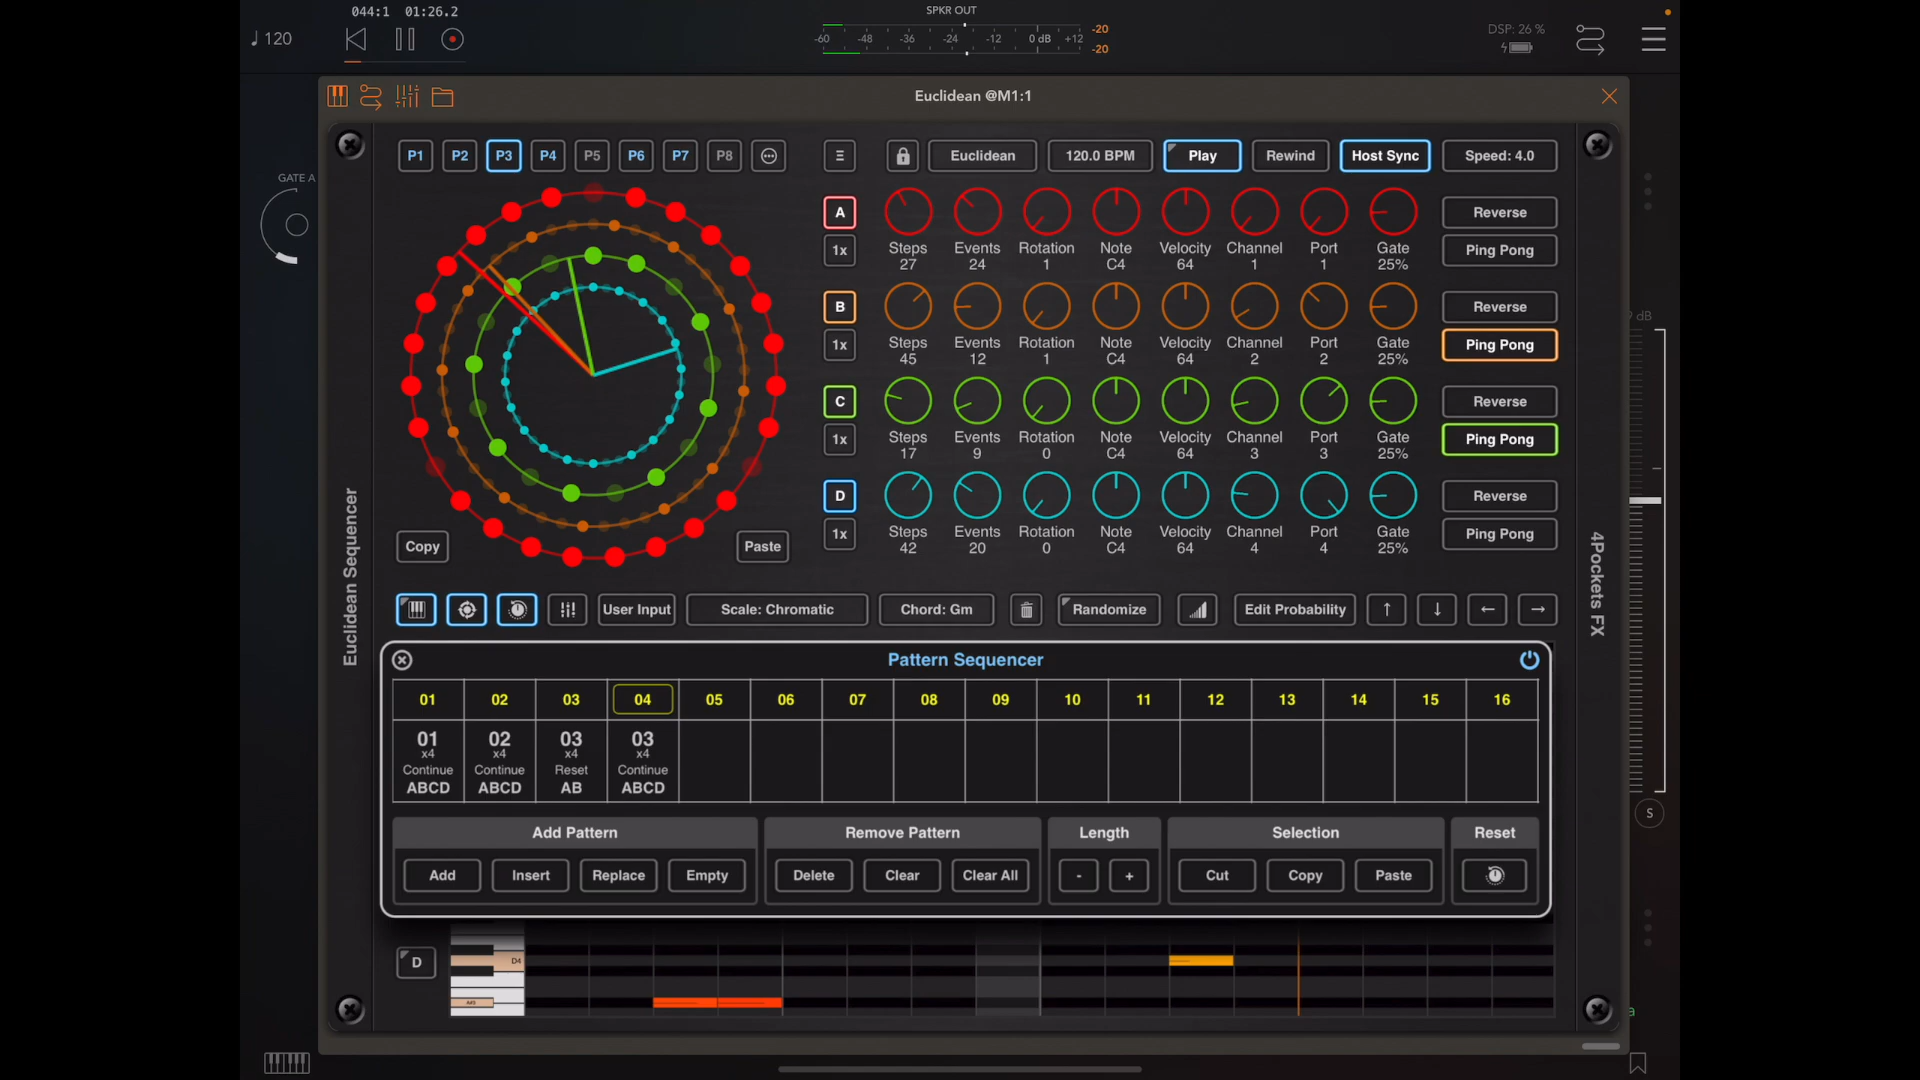 044:1 01:26.2
SPKR OUT
♩120
-60 -48 -36 -24 -12 0 dB +12
-20
-20
DSP: 26 %
Euclidean @M1:1
GATE A
P1 P2 P3 P4 P5 P6 P7 P8
Euclidean 120.0 BPM Play Rewind Host Sync Speed: 4.0
A
1x
Steps Events Rotation Note Velocity Channel Port Gate
27 24 1 C4 64 1 1 25%
Reverse
Ping Pong
B
1x
Steps Events Rotation Note Velocity Channel Port Gate
45 12 1 C4 64 2 2 25%
Reverse
Ping Pong
C
1x
Steps Events Rotation Note Velocity Channel Port Gate
17 9 0 C4 64 3 3 25%
Reverse
Ping Pong
D
1x
Steps Events Rotation Note Velocity Channel Port Gate
42 20 0 C4 64 4 4 25%
Reverse
Ping Pong
Copy Paste
Euclidean Sequencer
4Pockets FX
dB
S
User Input Scale: Chromatic Chord: Gm Randomize Edit Probability ↑ ↓ ← →
Pattern Sequencer
01 02 03 04 05 06 07 08 09 10 11 12 13 14 15 16
01 02 03 03
x4 x4 x4 x4
Continue Continue Reset Continue
ABCD ABCD AB ABCD
Add Pattern Remove Pattern Length Selection Reset
Add Insert Replace Empty Delete Clear Clear All - + Cut Copy Paste
D
D4